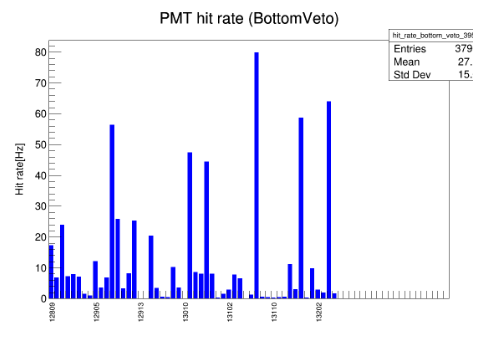 PMT hit rate (BottomVeto)
hit_rate_bottom_veto_39
Entries 379
Mean 27.
Std Dev 15.
Hit rate[Hz]
80
70
60
50
40
30
20
10
0
12809 12905 12913 13010 13102 13110 13202